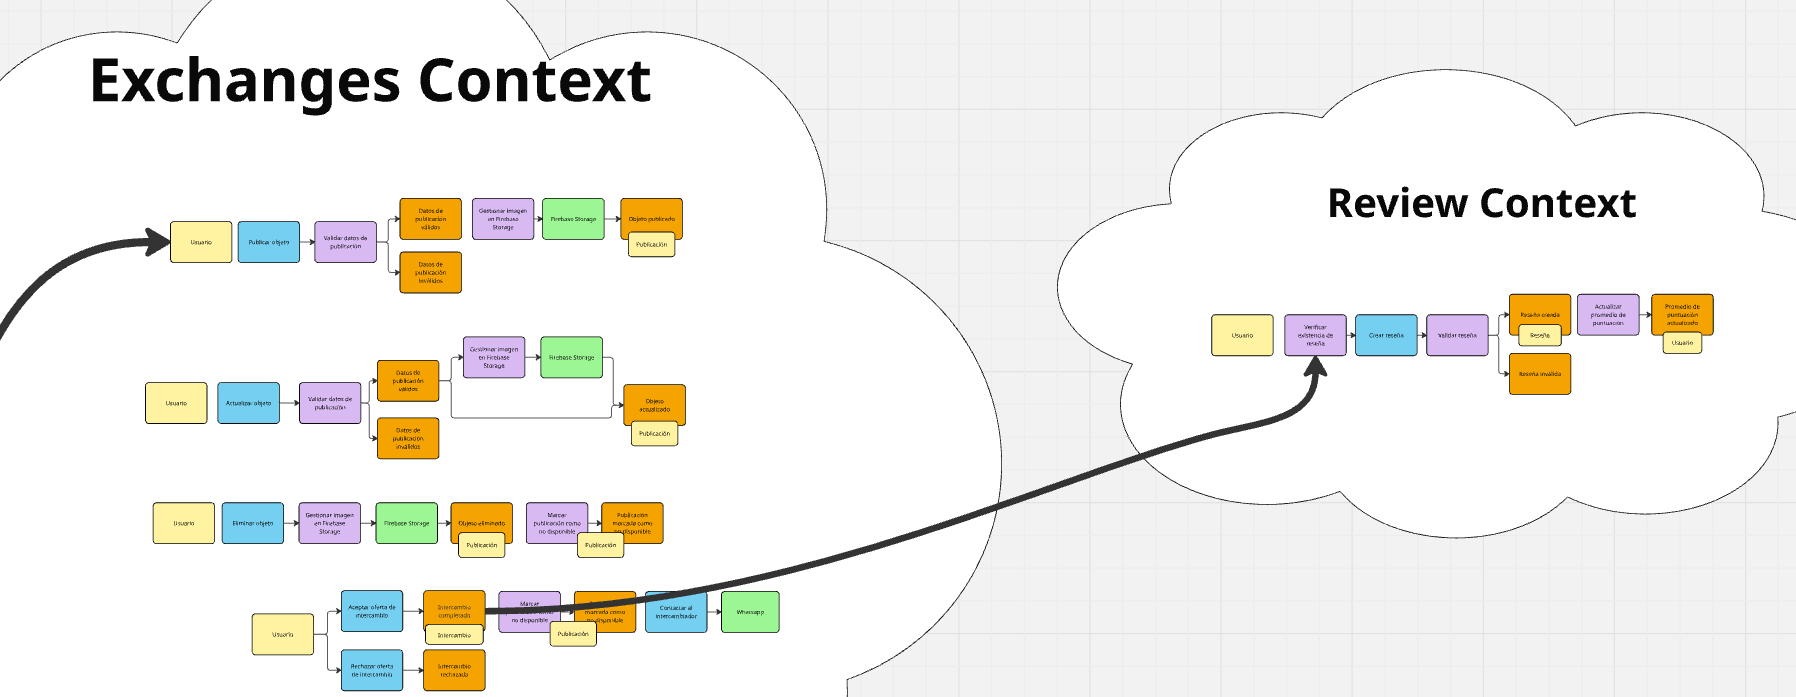 Exchanges Context
Review Context
Usuario
Publicar objeto
Validar datos de
publicación
Datos de
publicación
válidos
Datos de
publicación
inválidos
Gestionar imagen
en Firebase
Storage
Firebase Storage
Objeto publicado
Publicación
Usuario
Actualizar objeto
Validar datos de
publicación
Datos de
publicación
válidos
Datos de
publicación
inválidos
Gestionar imagen
en Firebase
Storage
Firebase Storage
Objeto
actualizado
Publicación
Usuario
Eliminar objeto
Gestionar imagen
en Firebase
Storage
Firebase Storage
Objeto eliminado
Publicación
Marcar
publicación como
no disponible
Publicación
Publicación
marcada como
no disponible
Usuario
Aceptar oferta de
intercambio
Intercambio
completado
Intercambio
Marcar
no disponible
Publicación
marcada como
no disponible
Contactar al
intercambiador
Whatsapp
Rechazar oferta
de intercambio
Intercambio
rechazado
Usuario
Verificar
existencia de
reseña
Crear reseña
Validar reseña
Reseña creada
Reseña
Reseña inválida
Actualizar
promedio de
puntuación
Promedio de
puntuación
actualizado
Usuario